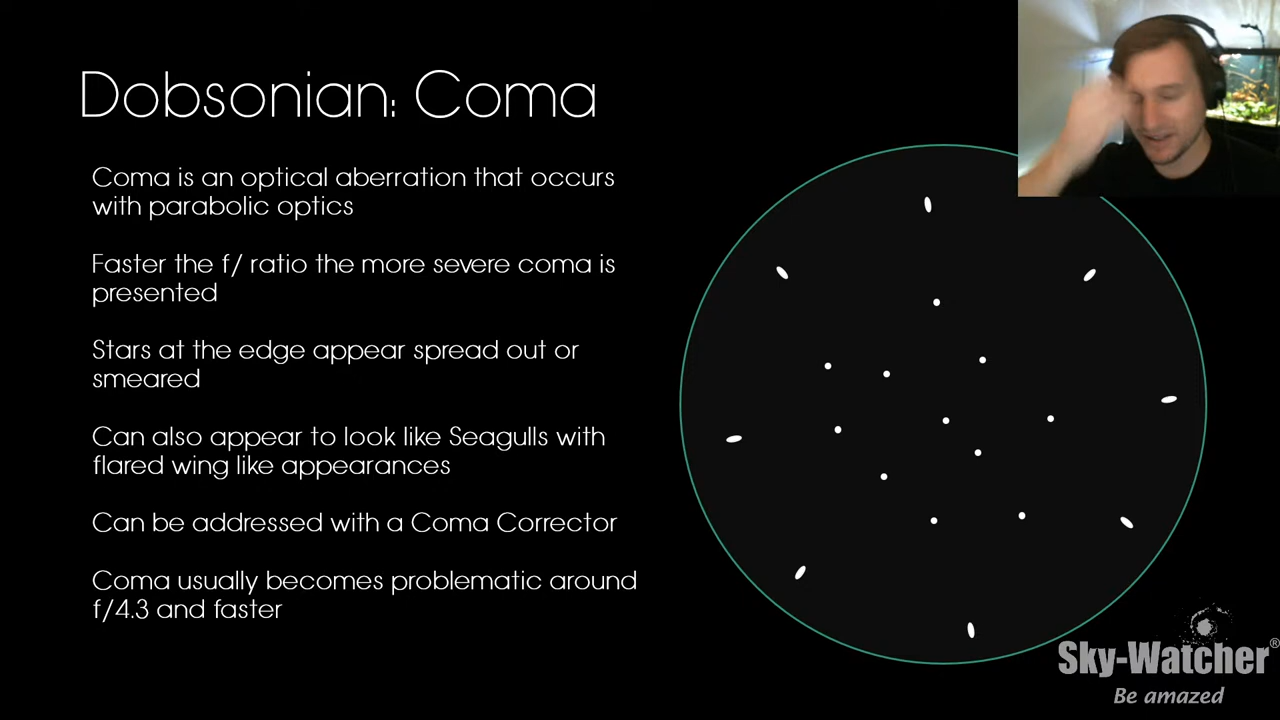 Dobsonian: Coma
Coma is an optical aberration that occurs
with parabolic optics
Faster the f/ ratio the more severe coma is
presented
Stars at the edge appear spread out or
smeared
Can also appear to look like Seagulls with
flared wing like appearances
Can be addressed with a Coma Corrector
Coma usually becomes problematic around
f/4.3 and faster
Sky-Watcher®
Be amazed